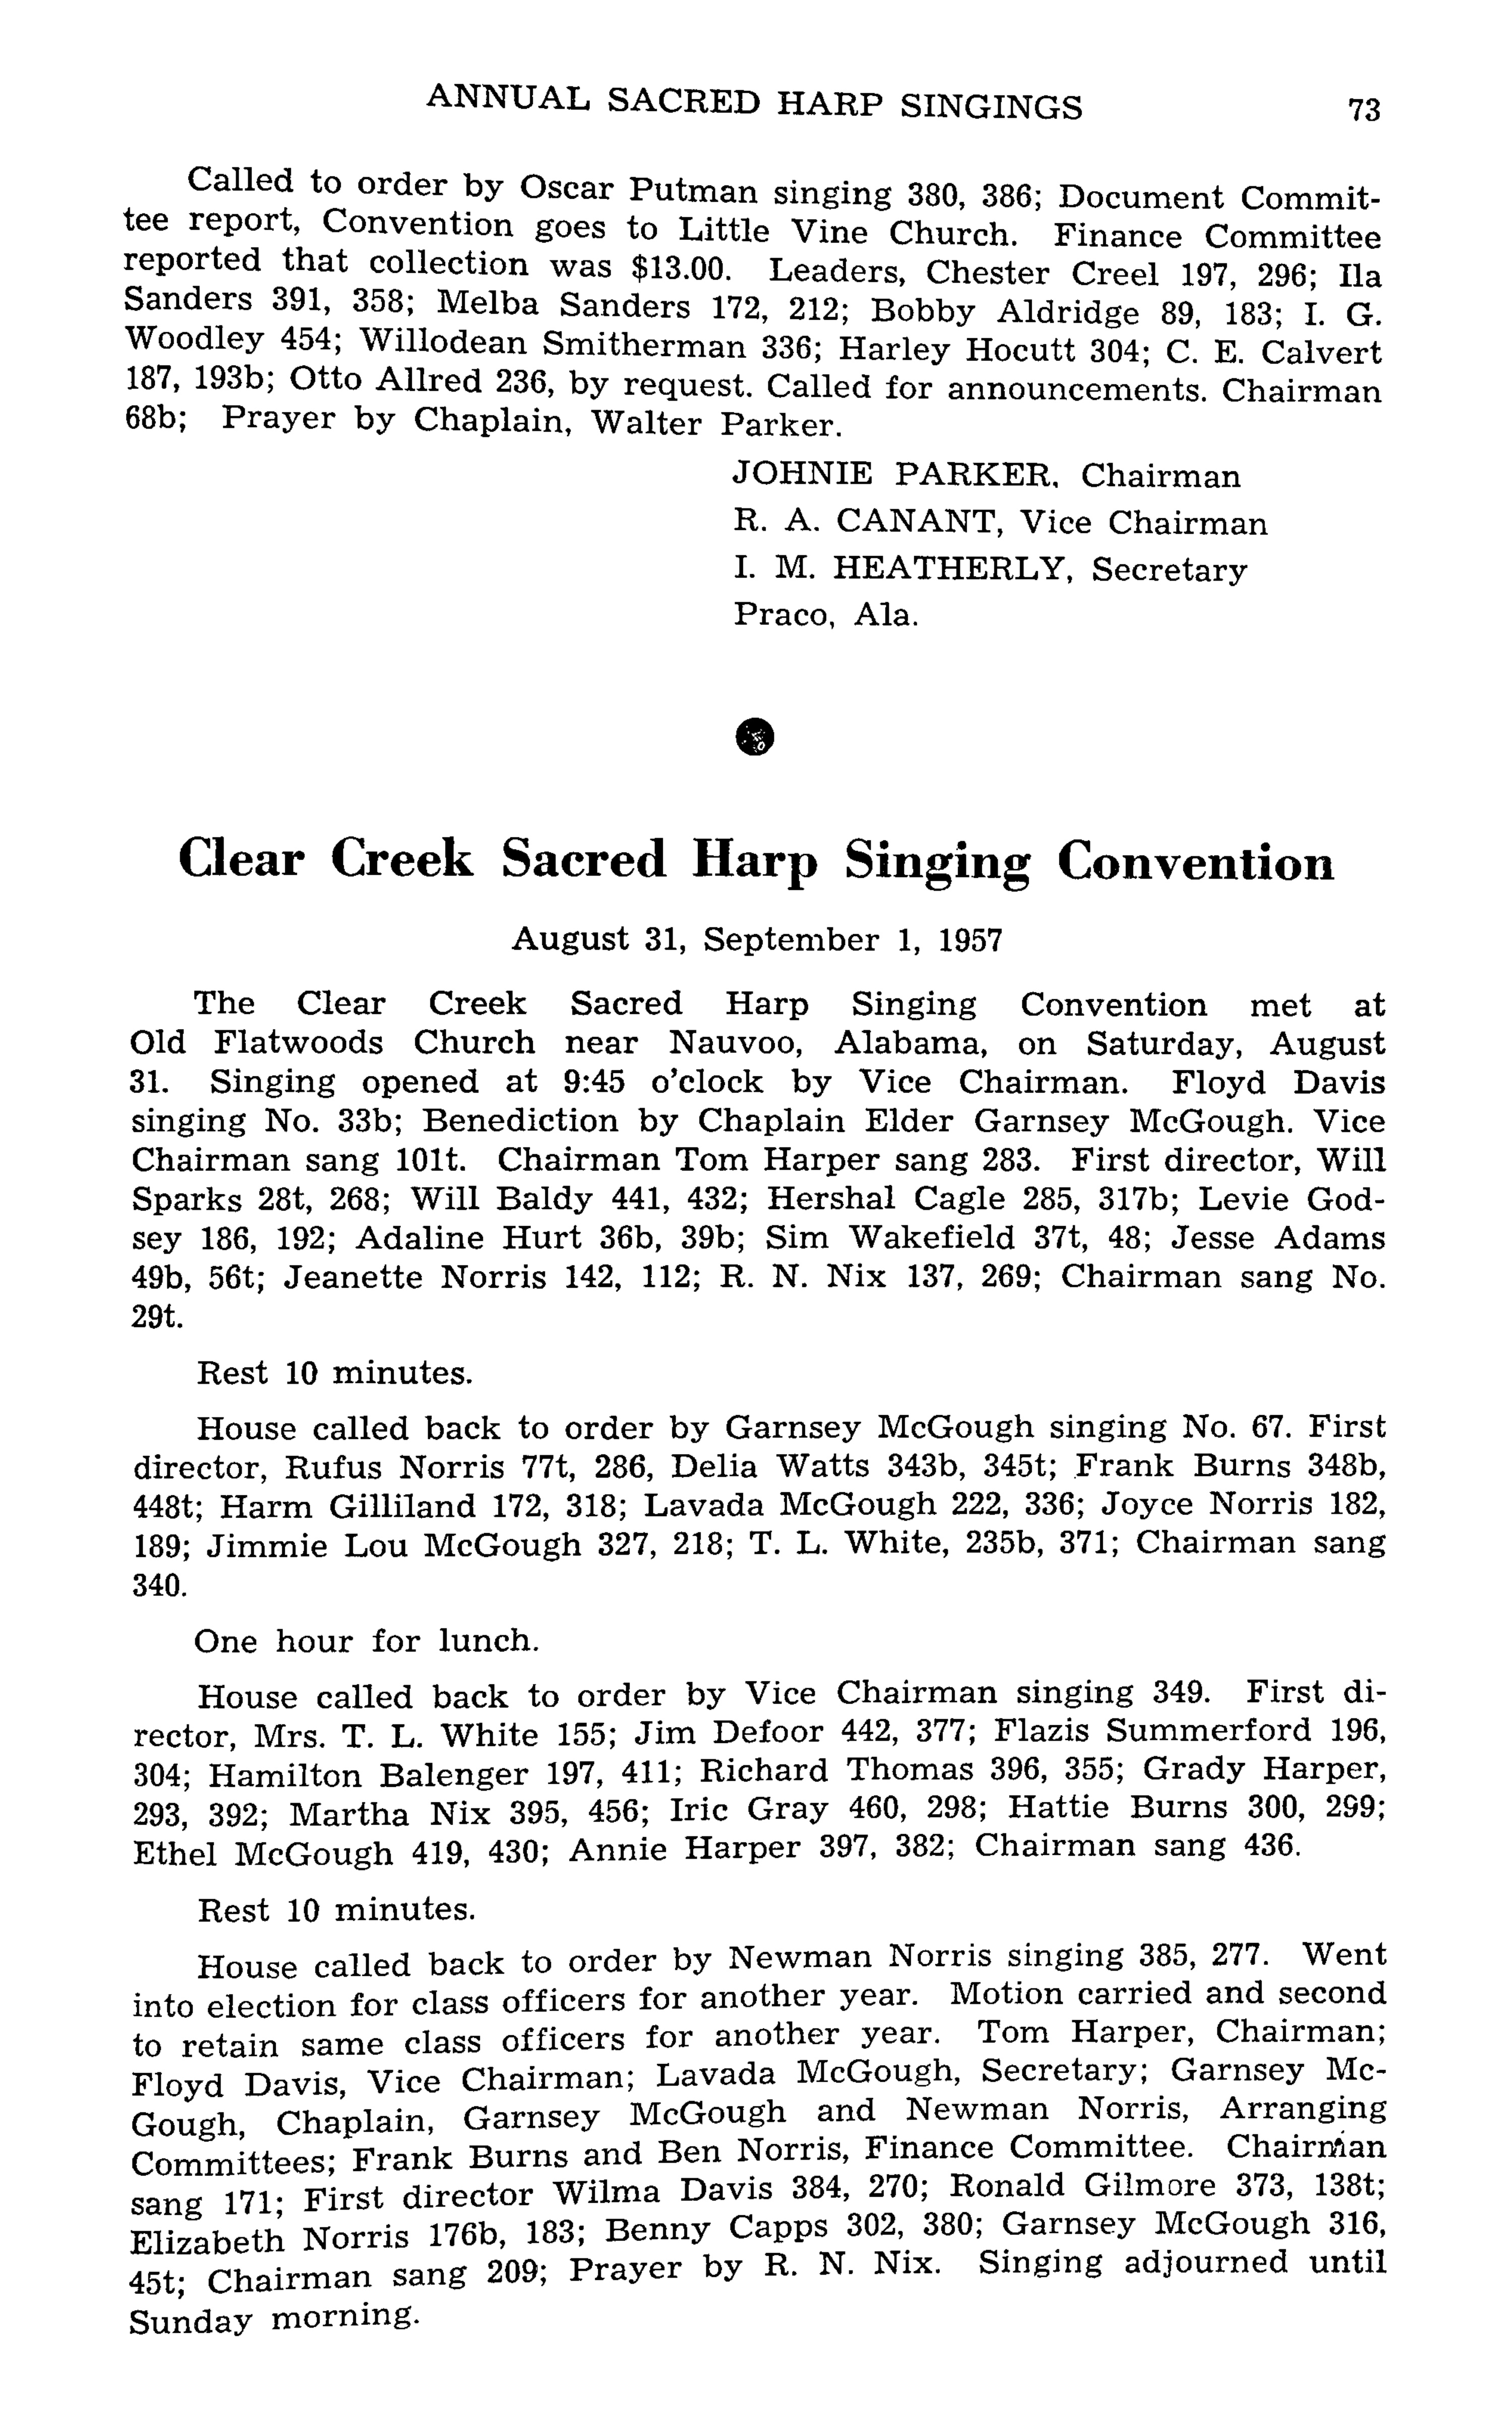 ANNUAL SACRED HARP SINGINGS 73
Called to order by Oscar Putman singing 380, 386; Document Commit-
tee report, Convention goes to Little Vine Church. Finance Committee
reported that collection was $13.00. Leaders, Chester Creel 197, 296; Ila
Sanders 391, 358; Melba Sanders 172, 212; Bobby Aldridge 89, 183; I. G.
Woodley 454; Willodean Smitherman 336; Harley Hocutt 304; C. E. Calvert
187, 193b; Otto Allred 236, by request. Called for announcements. Chairman
68b; Prayer by Chaplain, Walter Parker.
JOHNIE PARKER, Chairman
R. A. CANANT, Vice Chairman
I. M. HEATHERLY, Secretary
Praco, Ala.
Clear Creek Sacred Harp Singing Convention
August 31, September 1, 1957
The Clear Creek Sacred Harp Singing Convention met at
Old Flatwoods Church near Nauvoo, Alabama, on Saturday, August
31. Singing opened at 9:45 o'clock by Vice Chairman. Floyd Davis
singing No. 33b; Benediction by Chaplain Elder Garnsey McGough. Vice
Chairman sang 101t. Chairman Tom Harper sang 283. First director, Will
Sparks 28t, 268; Will Baldy 441, 432; Hershal Cagle 285, 317b; Levie God-
sey 186, 192; Adaline Hurt 36b, 39b; Sim Wakefield 37t, 48; Jesse Adams
49b, 56t; Jeanette Norris 142, 112; R. N. Nix 137, 269; Chairman sang No.
29t.
Rest 10 minutes.
House called back to order by Garnsey McGough singing No. 67. First
director, Rufus Norris 77t, 286, Delia Watts 343b, 345t; Frank Burns 348b,
448t; Harm Gilliland 172, 318; Lavada McGough 222, 336; Joyce Norris 182,
189; Jimmie Lou McGough 327, 218; T. L. White, 235b, 371; Chairman sang
340.
One hour for lunch.
House called back to order by Vice Chairman singing 349. First di-
rector, Mrs. T. L. White 155; Jim Defoor 442, 377; Flazis Summerford 196,
304; Hamilton Balenger 197, 411; Richard Thomas 396, 355; Grady Harper,
293, 392; Martha Nix 395, 456; Iric Gray 460, 298; Hattie Burns 300, 299;
Ethel McGough 419, 430; Annie Harper 397, 382; Chairman sang 436.
Rest 10 minutes.
House called back to order by Newman Norris singing 385, 277. Went
into election for class officers for another year. Motion carried and second
to retain same class officers for another year. Tom Harper, Chairman;
Floyd Davis, Vice Chairman; Lavada McGough, Secretary; Garnsey Mc-
Gough, Chaplain, Garnsey McGough and Newman Norris, Arranging
Committees; Frank Burns and Ben Norris, Finance Committee. Chairman
sang 171; First director Wilma Davis 384, 270; Ronald Gilmore 373, 138t;
Elizabeth Norris 176b, 183; Benny Capps 302, 380; Garnsey McGough 316,
45t; Chairman sang 209; Prayer by R. N. Nix. Singing adjourned until
Sunday morning.